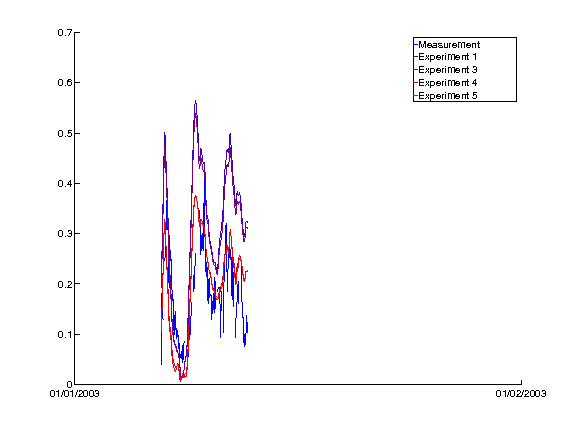 0.7
Measurement
Experiment 1
Experiment 3
Experiment 4
Experiment 5
0.6
0.5
0.4
0.3
0.2
0.1
0
01/01/2003
01/02/2003